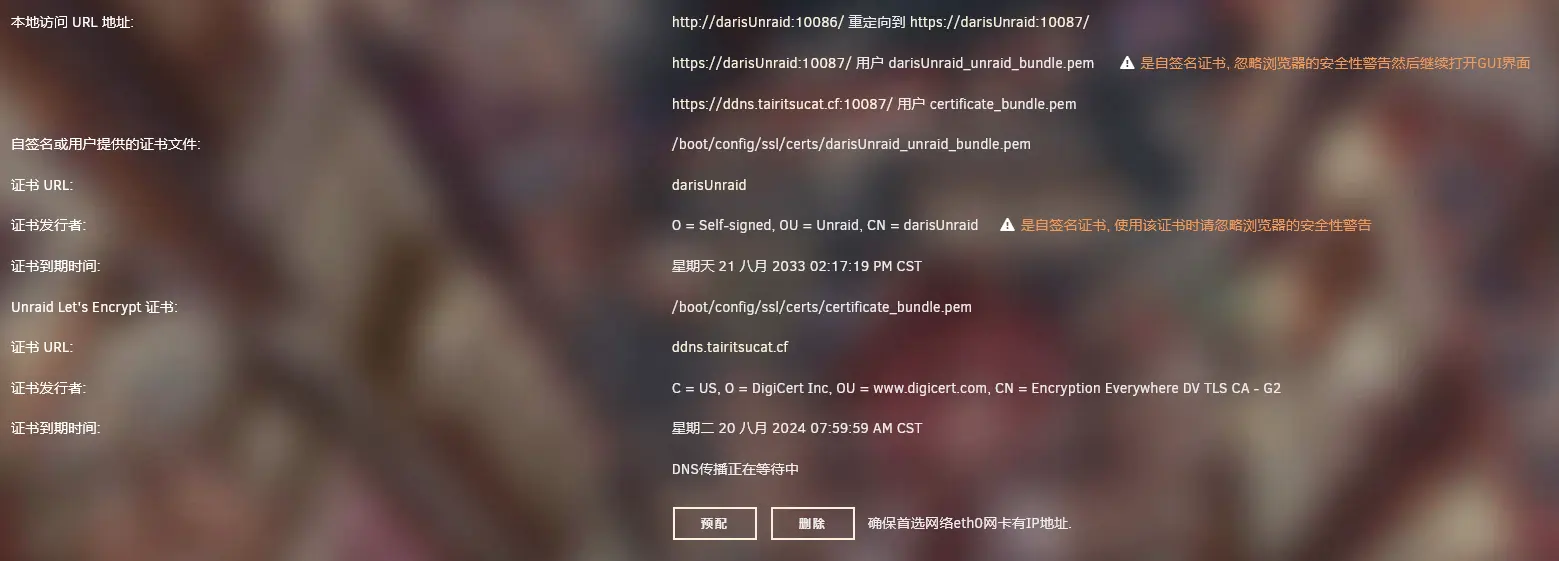 本地访问 URL 地址: http://darisUnraid:10086/ 重定向到 https://darisUnraid:10087/
https://darisUnraid:10087/ 用户 darisUnraid_unraid_bundle.pem 是自签名证书, 忽略浏览器的安全性警告然后继续打开GUI界面
https://ddns.tairitsucat.cf:10087/ 用户 certificate_bundle.pem
自签名或用户提供的证书文件: /boot/config/ssl/certs/darisUnraid_unraid_bundle.pem
证书 URL: darisUnraid
证书发行者: O = Self-signed, OU = Unraid, CN = darisUnraid 是自签名证书, 使用该证书时请忽略浏览器的安全性警告
证书到期时间: 星期天 21 八月 2033 02:17:19 PM CST
Unraid Let's Encrypt 证书: /boot/config/ssl/certs/certificate_bundle.pem
证书 URL: ddns.tairitsucat.cf
证书发行者: C = US, O = DigiCert Inc, OU = www.digicert.com, CN = Encryption Everywhere DV TLS CA - G2
证书到期时间: 星期二 20 八月 2024 07:59:59 AM CST
DNS传播正在等待中
预配 删除 确保首选网络eth0网卡有IP地址.